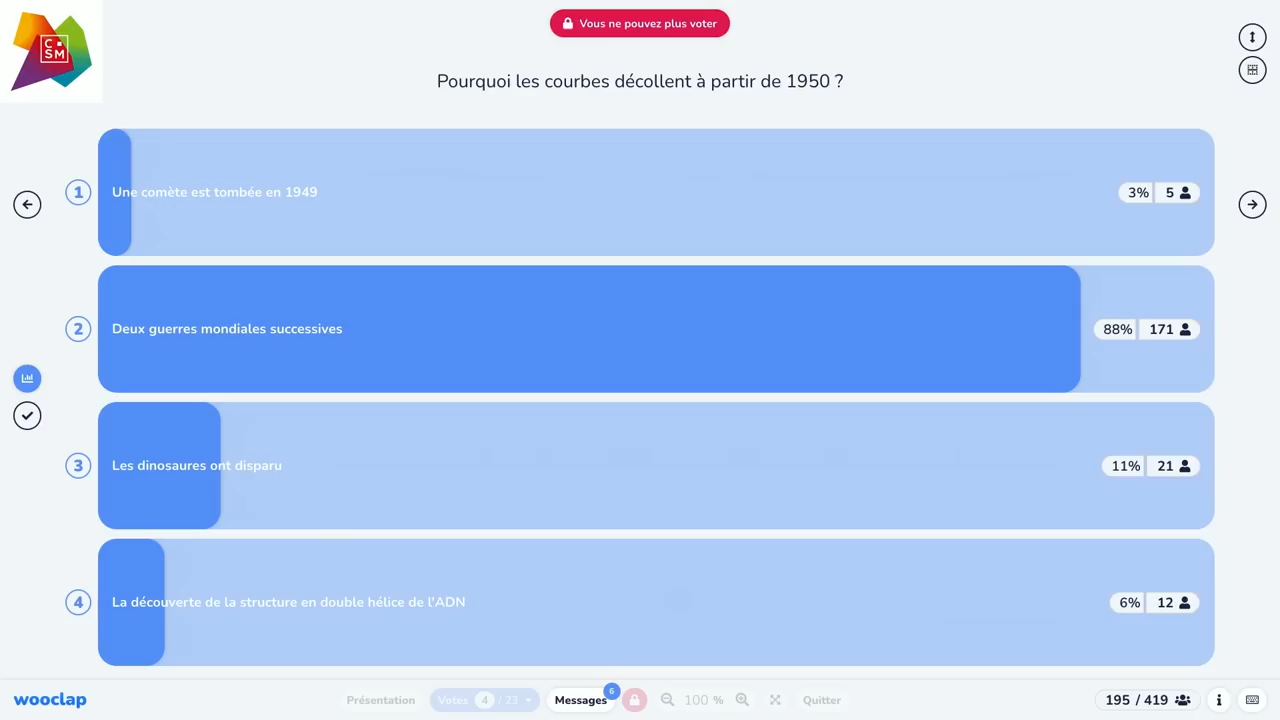 C
SM
Vous ne pouvez plus voter
Pourquoi les courbes décollent à partir de 1950 ?
1
Une comète est tombée en 1949
3%
5
2
Deux guerres mondiales successives
88%
171
3
Les dinosaures ont disparu
11%
21
4
La découverte de la structure en double hélice de l'ADN
6%
12
wooclap
Présentation
Votes 4 / 23
Messages 6
100 %
Quitter
195 / 419